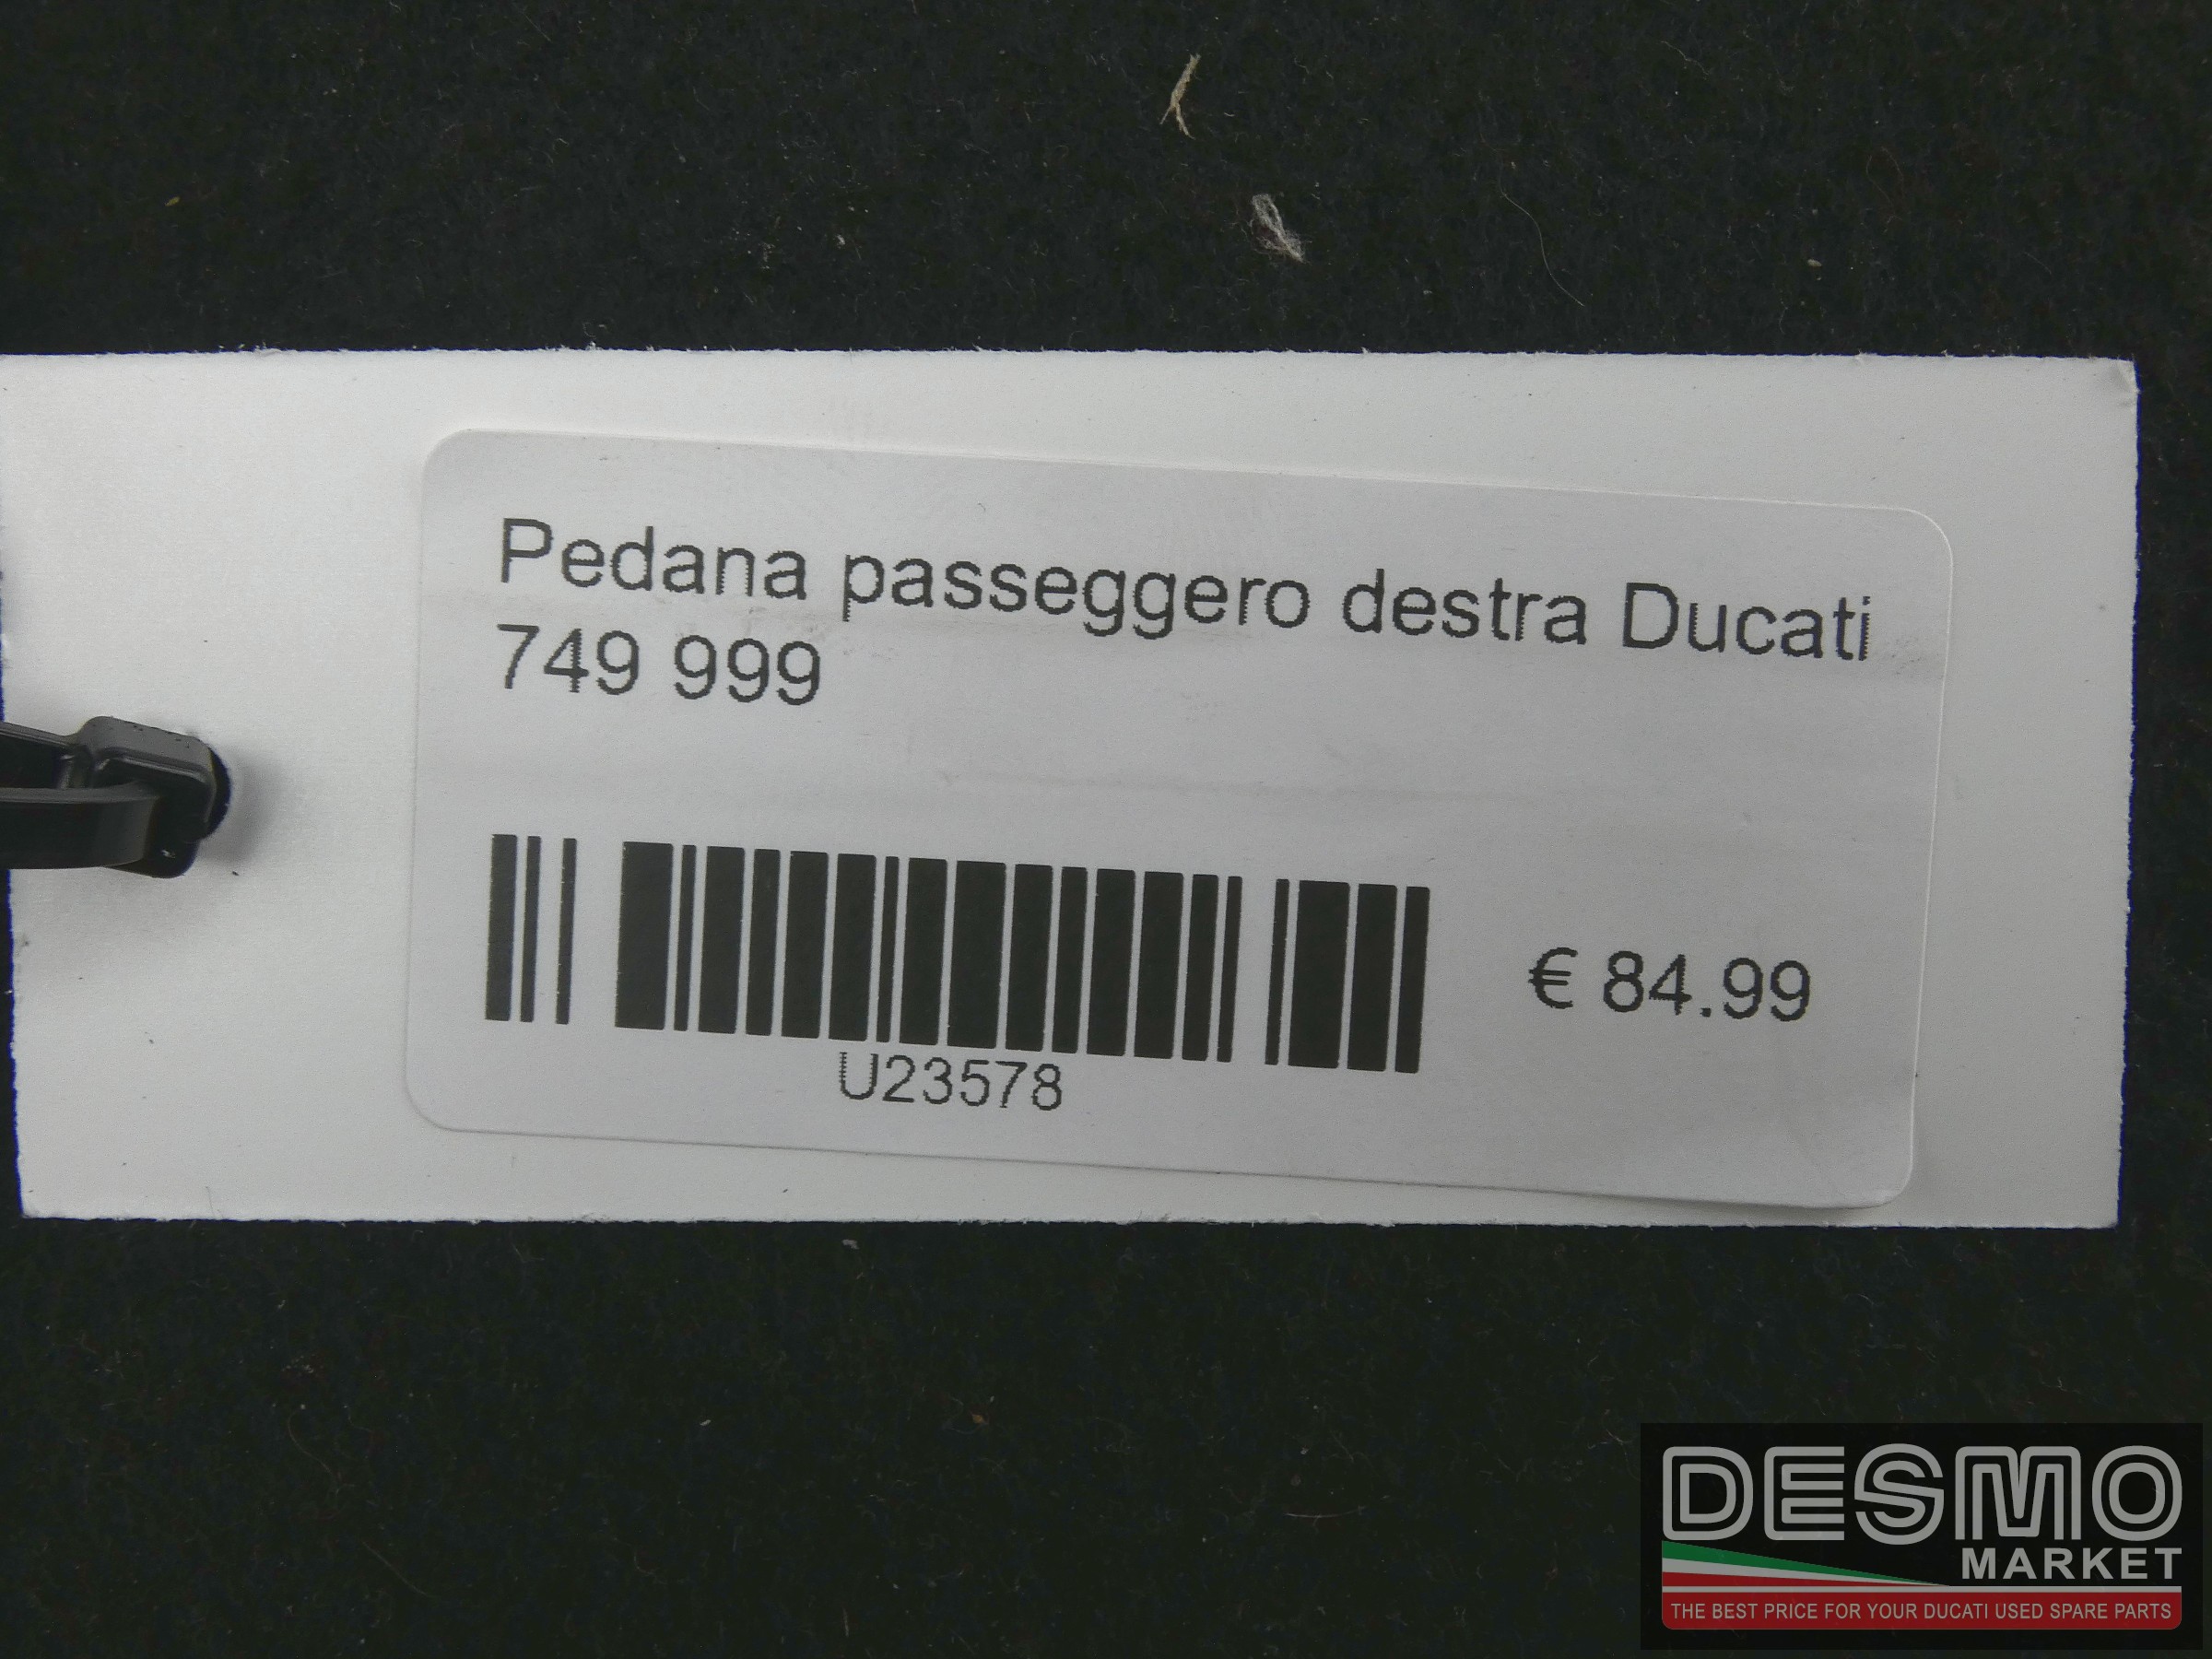 Pedana passeggero destra Ducati
749 999
€ 84.99
U23578
DESMO
MARKET
THE BEST PRICE FOR YOUR DUCATI USED SPARE PARTS